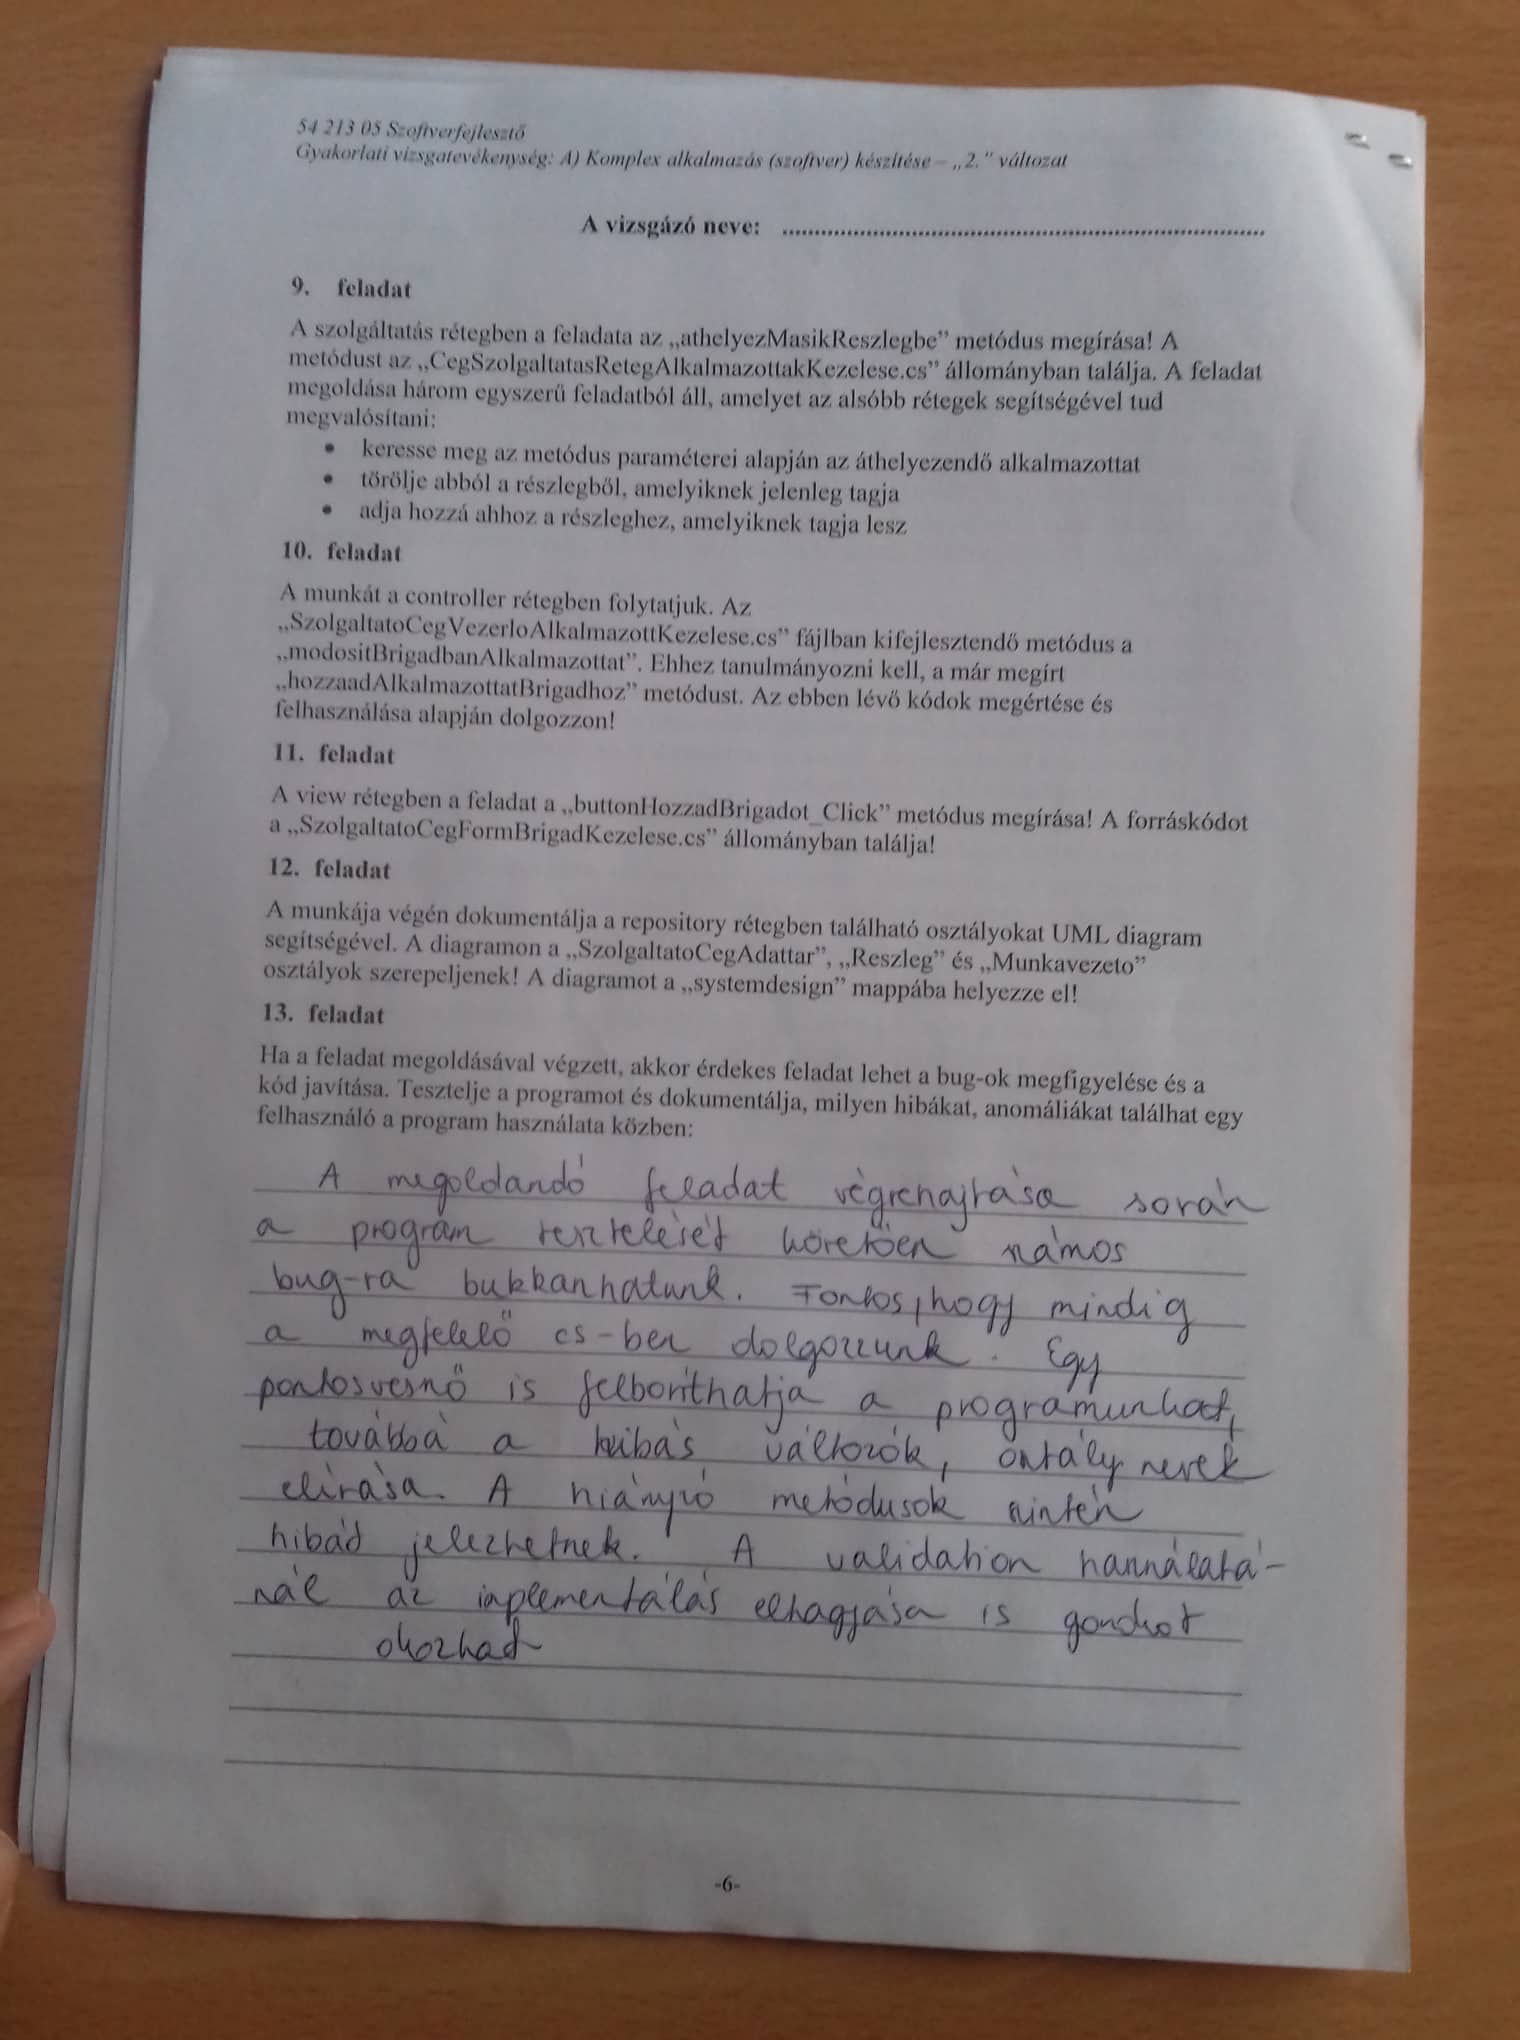 54 213 05 Szoftverfejlesztő
Gyakorlati vizsgatevékenység: A) Komplex alkalmazás (szoftver) készítése – „2.” változat
A vizsgázó neve: ........................................................................
9. feladat
A szolgáltatás rétegben a feladata az „athelyezMasikReszlegbe” metódus megírása! A
metódust az „CegSzolgaltatasRetegAlkalmazottakKezelese.cs” állományban találja. A feladat
megoldása három egyszerű feladatból áll, amelyet az alsóbb rétegek segítségével tud
megvalósítani:
• keresse meg az metódus paraméterei alapján az áthelyezendő alkalmazottat
• törölje abból a részlegből, amelyiknek jelenleg tagja
• adja hozzá ahhoz a részleghez, amelyiknek tagja lesz
10. feladat
A munkát a controller rétegben folytatjuk. Az
„SzolgaltatoCegVezerloAlkalmazottKezelese.cs” fájlban kifejlesztendő metódus a
„modositBrigadbanAlkalmazottat”. Ehhez tanulmányozni kell, a már megírt
„hozzaadAlkalmazottatBrigadhoz” metódust. Az ebben lévő kódok megértése és
felhasználása alapján dolgozzon!
11. feladat
A view rétegben a feladat a „buttonHozzadBrigadot_Click” metódus megírása! A forráskódot
a „SzolgaltatoCegFormBrigadKezelese.cs” állományban találja!
12. feladat
A munkája végén dokumentálja a repository rétegben található osztályokat UML diagram
segítségével. A diagramon a „SzolgaltatoCegAdattar”, „Reszleg” és „Munkavezeto”
osztályok szerepeljenek! A diagramot a „systemdesign” mappába helyezze el!
13. feladat
Ha a feladat megoldásával végzett, akkor érdekes feladat lehet a bug-ok megfigyelése és a
kód javítása. Tesztelje a programot és dokumentálja, milyen hibákat, anomáliákat találhat egy
felhasználó a program használata közben:
A megoldandó feladat végrehajtása során
a program tesztelését követően számos
bug-ra bukkanhatunk. Fontos, hogy mindig
a megfelelő cs-ben dolgozzunk. Egy
pontosvesző is felboríthatja a programunkat,
továbbá a hibás változók, osztály nevek
elírása. A hiányzó metódusok szintén
hibát jelezhetnek. A validation használatá-
nál az implementálás elhagyása is gondot
okozhat
-6-